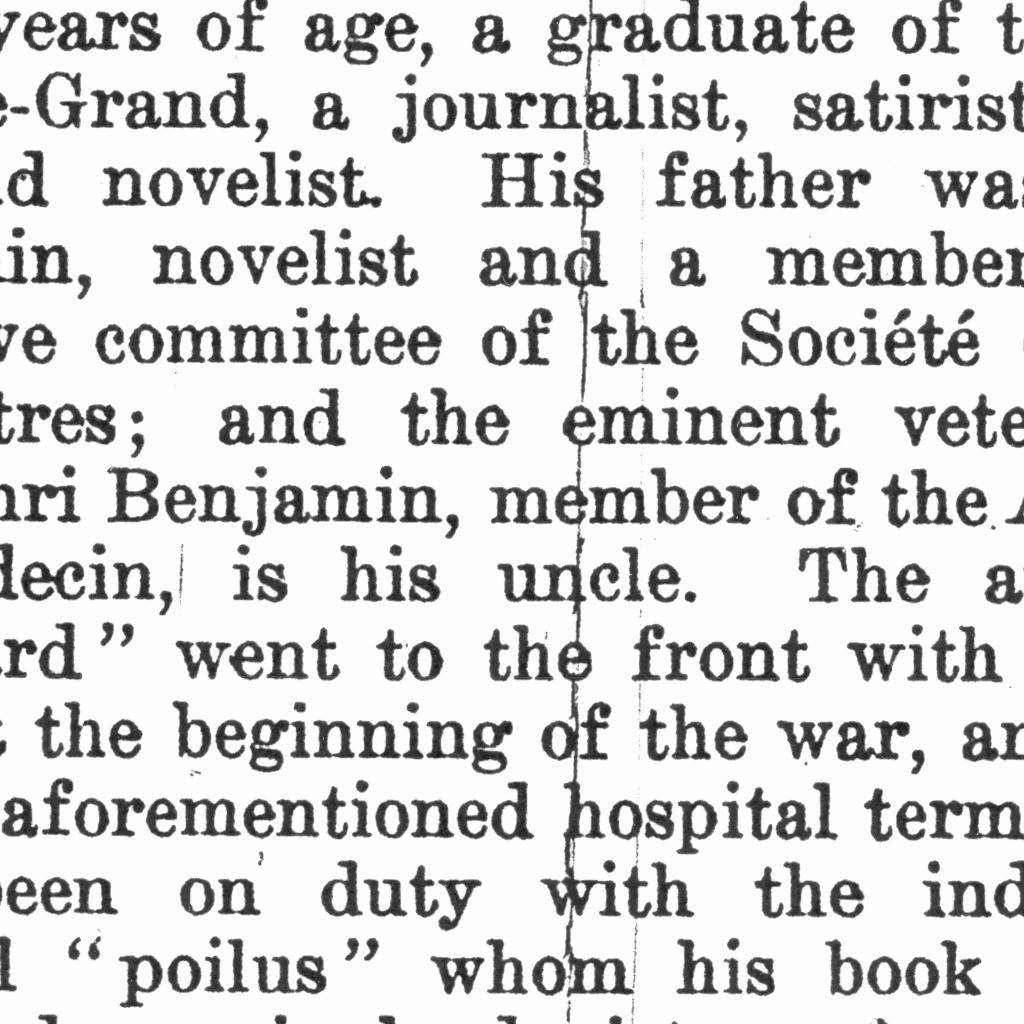 years of age, a graduate of t
e-Grand, a journalist, satirist
d novelist. His father was
in, novelist and a member
ve committee of the Société
tres; and the eminent vete
nri Benjamin, member of the A
decin, is his uncle. The a
ard" went to the front with
t the beginning of the war, an
aforementioned hospital term
been on duty with the ind
l "poilus" whom his book